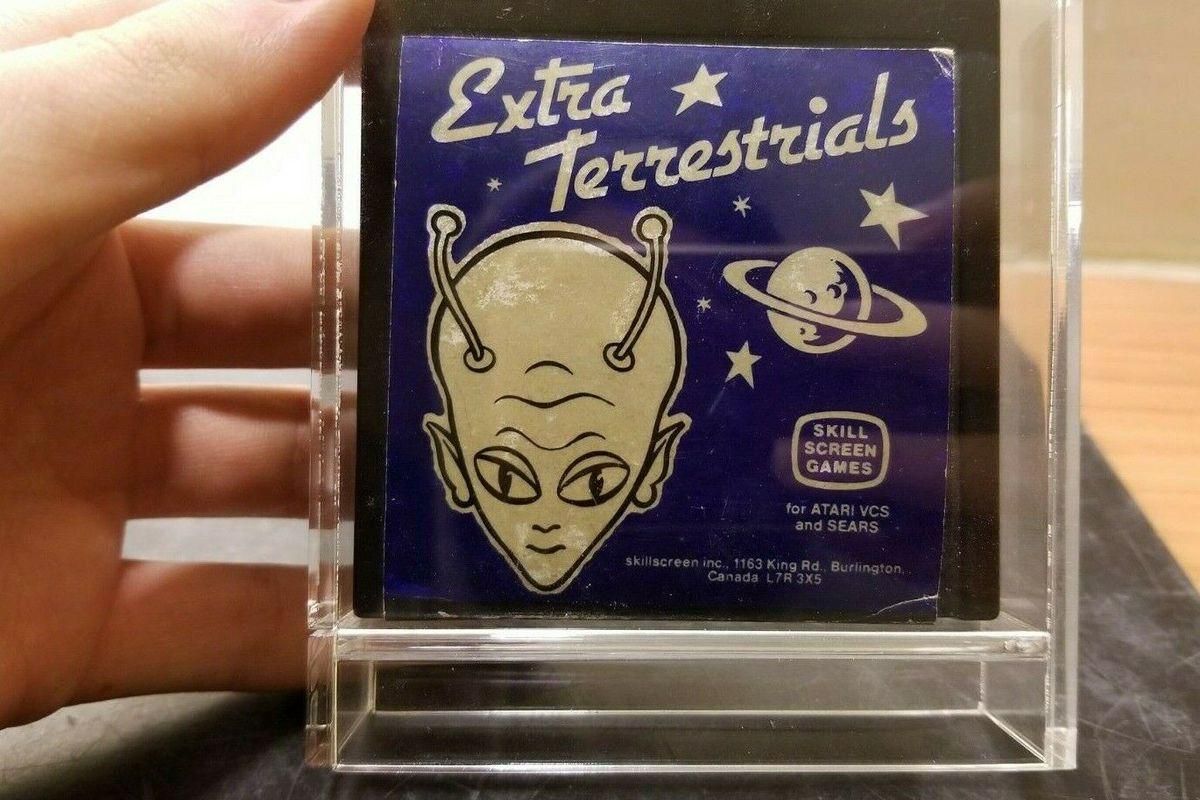 Extra
Terrestrials
SKILL
SCREEN
GAMES
for ATARI VCS
and SEARS
skillscreen inc., 1163 King Rd., Burlington,
Canada L7R 3X5